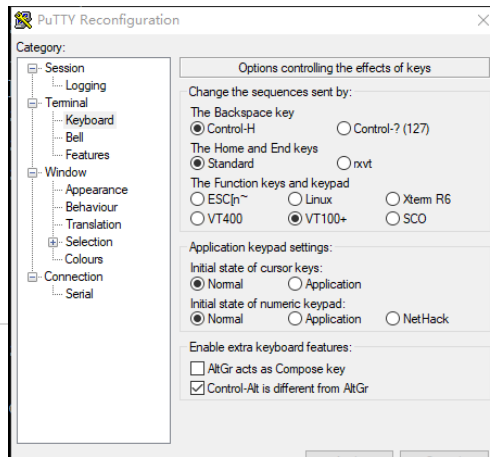 PuTTY Reconfiguration
Category:
Session
Logging
Terminal
Keyboard
Bell
Features
Window
Appearance
Behaviour
Translation
Selection
Colours
Connection
Serial
Options controlling the effects of keys
Change the sequences sent by:
The Backspace key
Control-H Control-? (127)
The Home and End keys
Standard rxvt
The Function keys and keypad
ESC[n~ Linux Xterm R6
VT400 VT100+ SCO
Application keypad settings:
Initial state of cursor keys:
Normal Application
Initial state of numeric keypad:
Normal Application NetHack
Enable extra keyboard features:
AltGr acts as Compose key
Control-Alt is different from AltGr